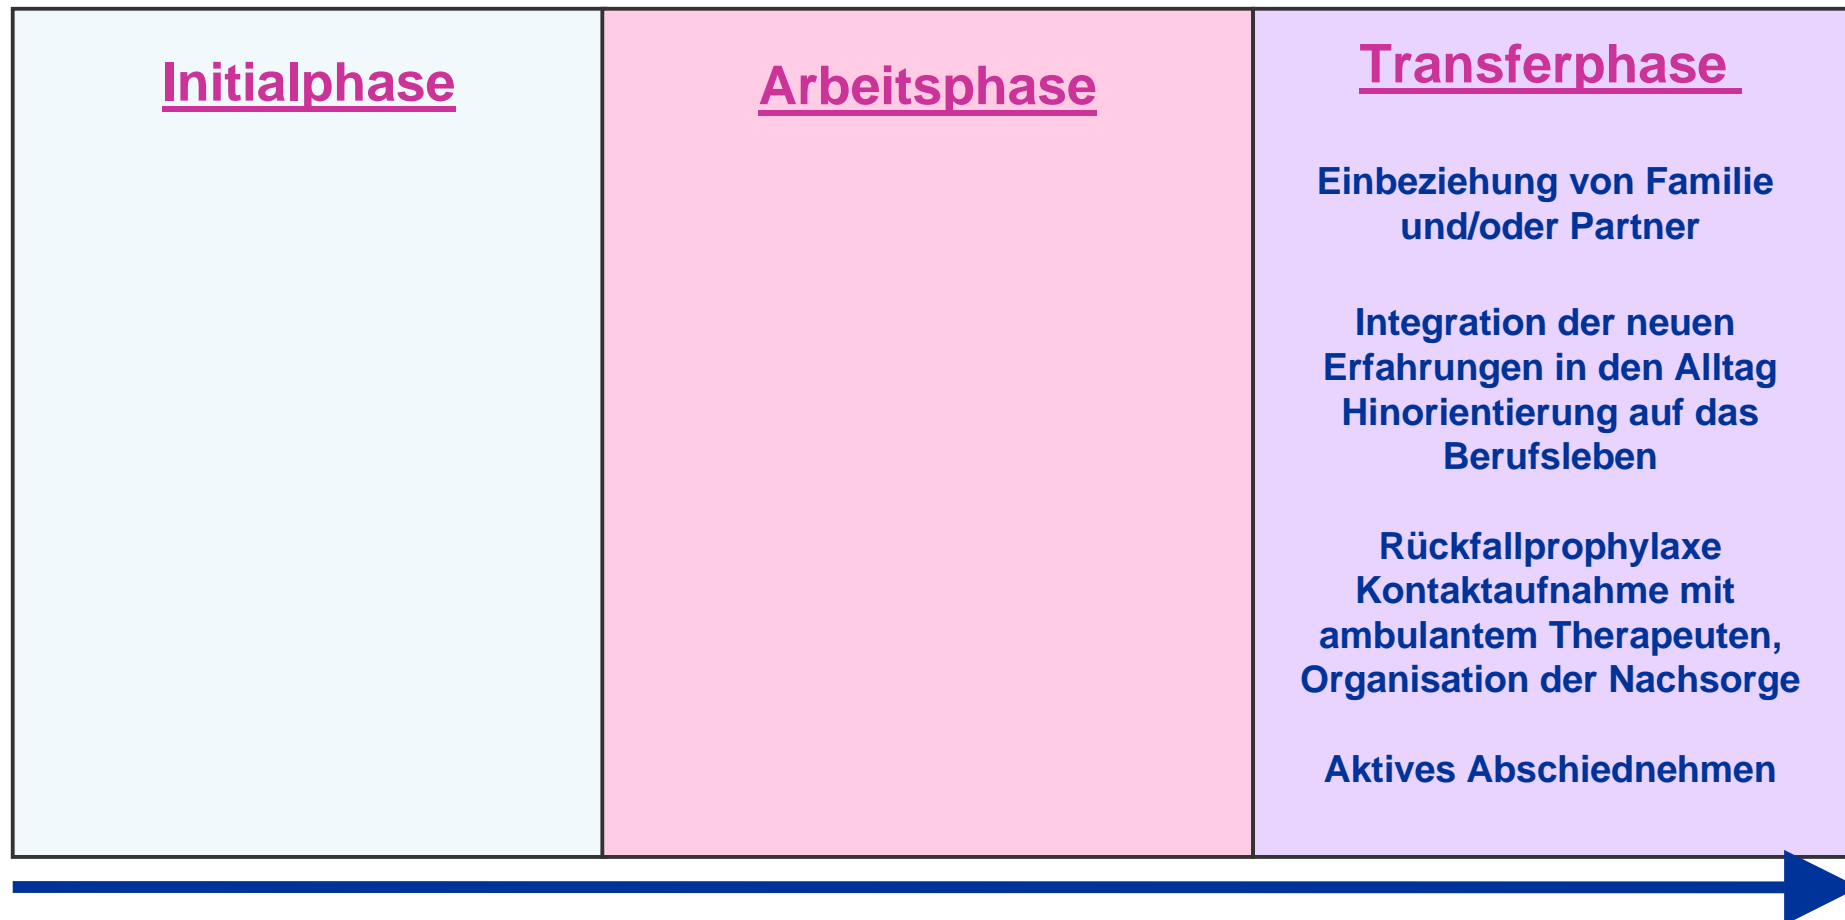 Initialphase
Arbeitsphase
Transferphase
Einbeziehung von Familie
und/oder Partner
Integration der neuen
Erfahrungen in den Alltag
Hinorientierung auf das
Berufsleben
Rückfallprophylaxe
Kontaktaufnahme mit
ambulantem Therapeuten,
Organisation der Nachsorge
Aktives Abschiednehmen